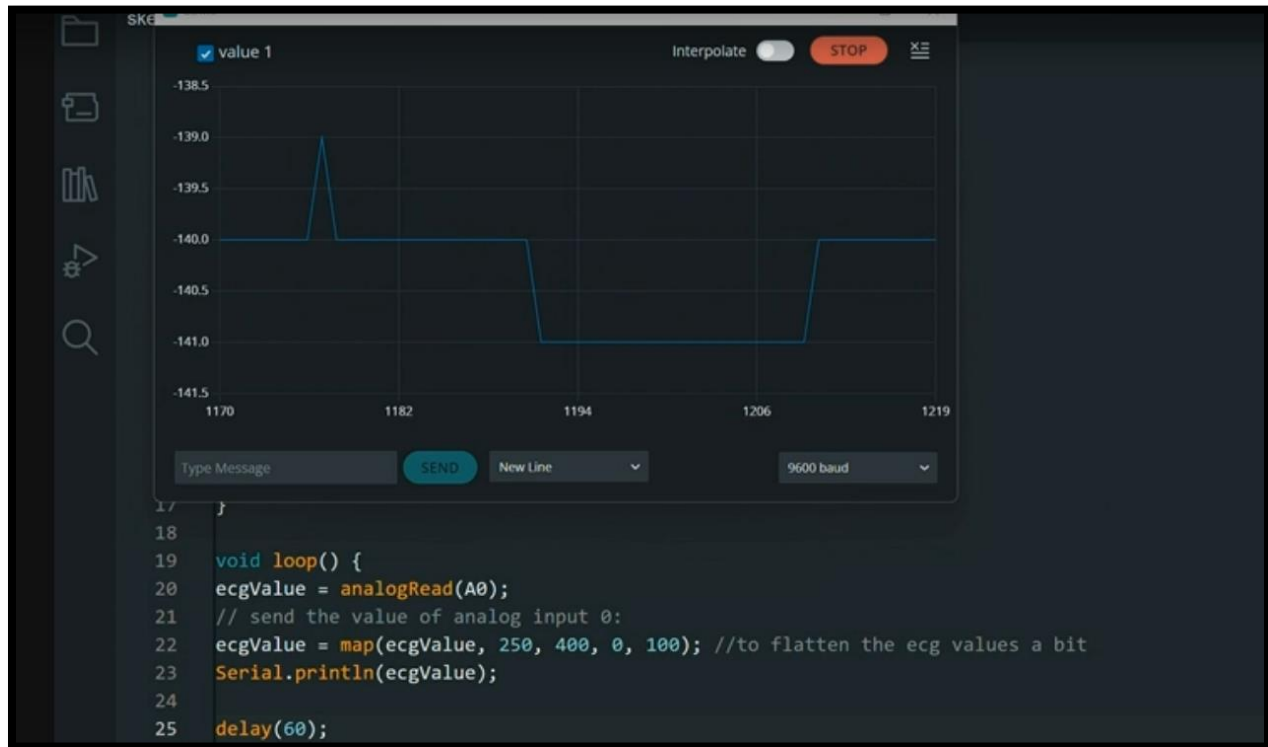 ske
value 1
Interpolate
STOP
-138.5
-139.0
-139.5
-140.0
-140.5
-141.0
-141.5
1170 1182 1194 1206 1219
Type Message
SEND
New Line
9600 baud
17 }
18
19 void loop() {
20 ecgValue = analogRead(A0);
21 // send the value of analog input 0:
22 ecgValue = map(ecgValue, 250, 400, 0, 100); //to flatten the ecg values a bit
23 Serial.println(ecgValue);
24
25 delay(60);